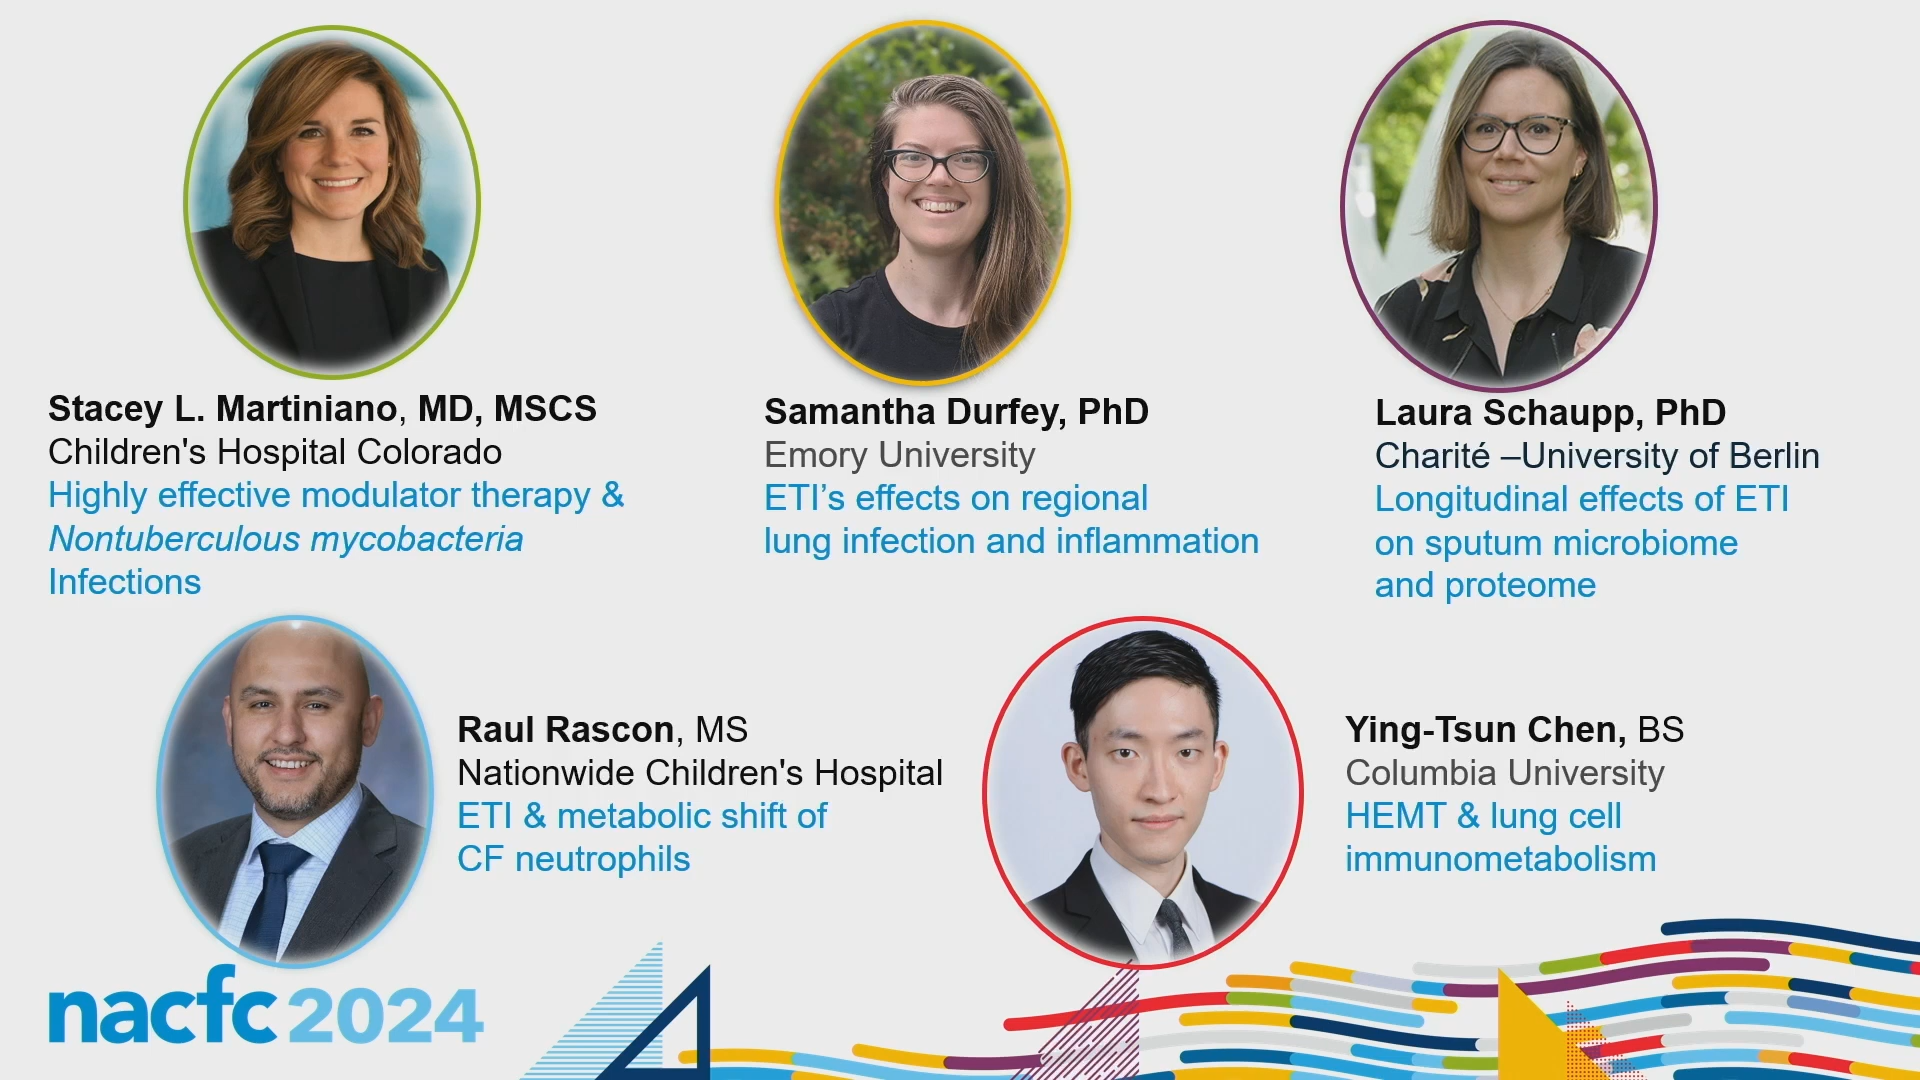 Stacey L. Martiniano, MD, MSCS
Children's Hospital Colorado
Highly effective modulator therapy &
Nontuberculous mycobacteria
Infections
Samantha Durfey, PhD
Emory University
ETI’s effects on regional
lung infection and inflammation
Laura Schaupp, PhD
Charité –University of Berlin
Longitudinal effects of ETI
on sputum microbiome
and proteome
Raul Rascon, MS
Nationwide Children's Hospital
ETI & metabolic shift of
CF neutrophils
Ying-Tsun Chen, BS
Columbia University
HEMT & lung cell
immunometabolism
nacfc 2024